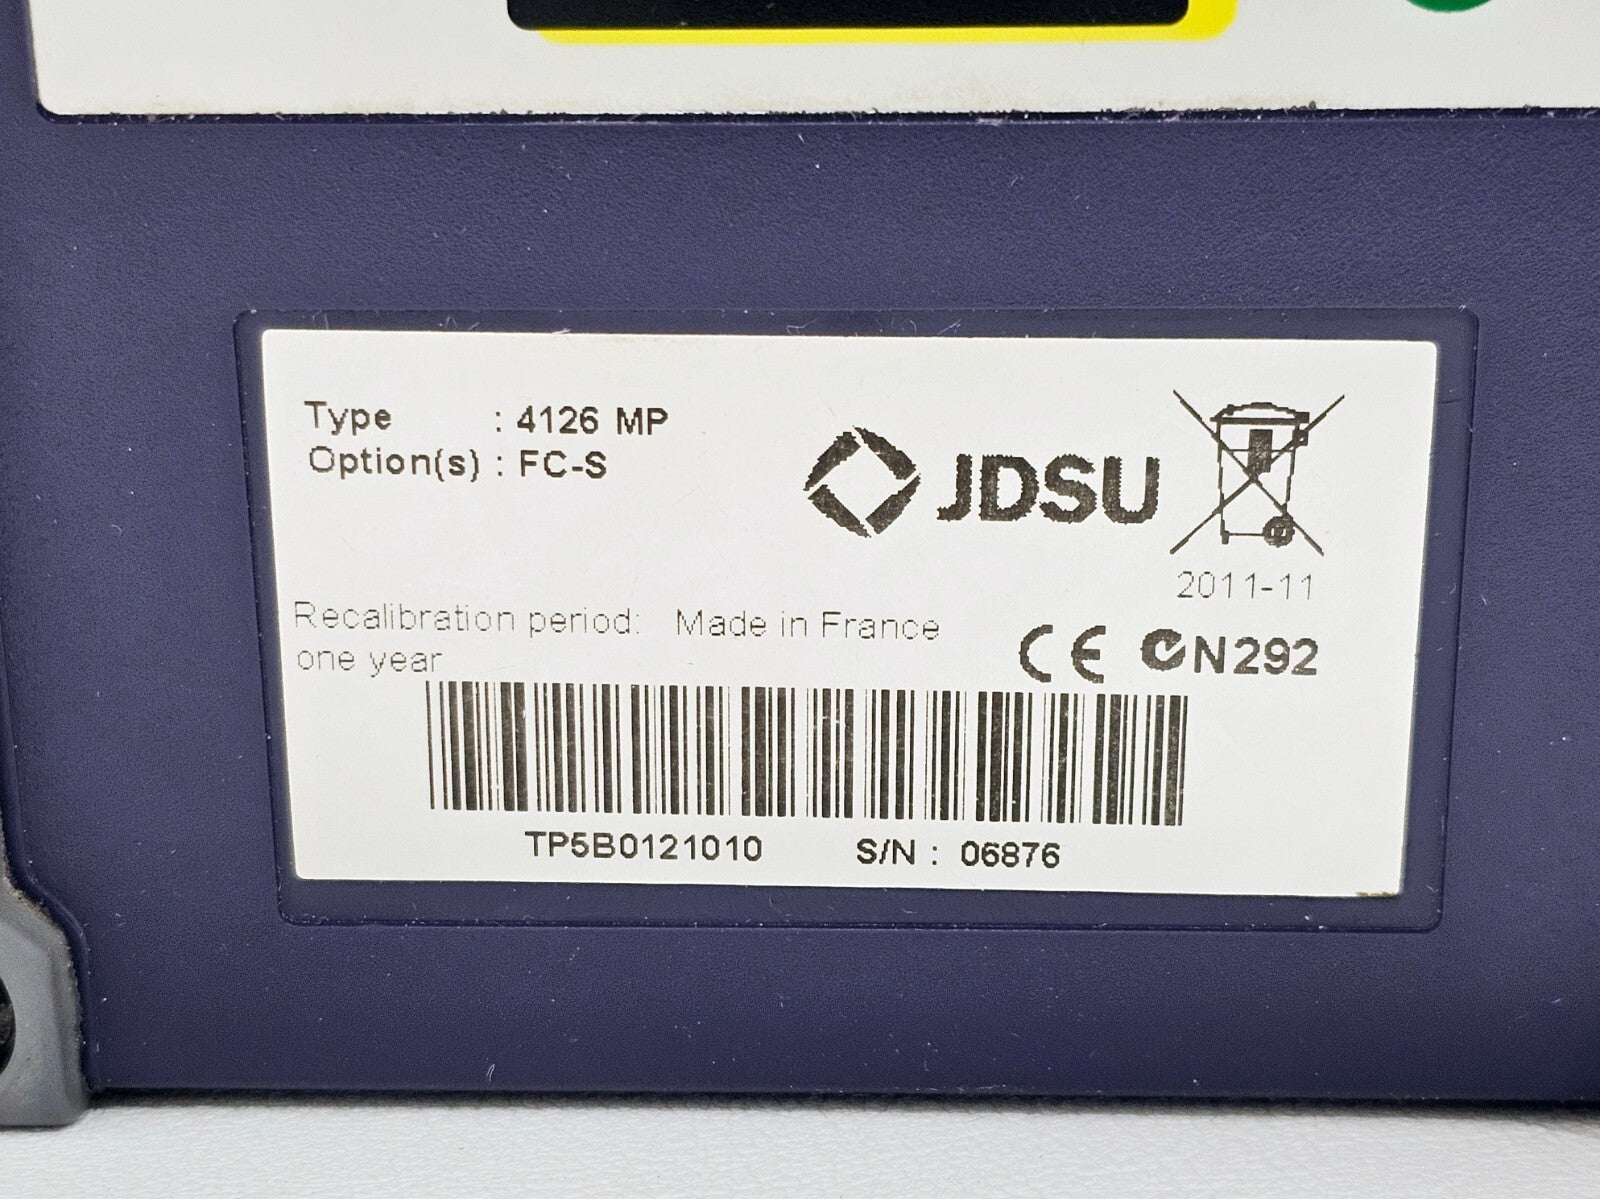 Type : 4126 MP
Option(s) : FC-S
JDSU
2011-11
Recalibration period: Made in France
one year
CE N292
TP5B0121010 S/N : 06876